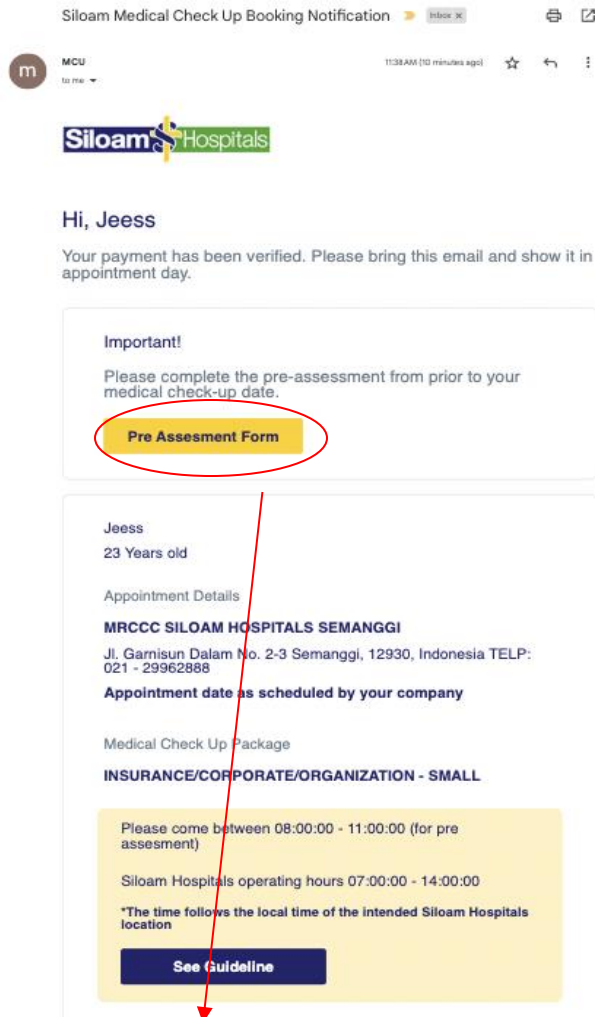 Siloam Medical Check Up Booking Notification
Inbox x
m
MCU
11:38 AM (10 minutes ago)
to me
Siloam Hospitals
Hi, Jeess
Your payment has been verified. Please bring this email and show it in
appointment day.
Important!
Please complete the pre-assessment from prior to your
medical check-up date.
Pre Assesment Form
Jeess
23 Years old
Appointment Details
MRCCC SILOAM HOSPITALS SEMANGGI
Jl. Garnisun Dalam No. 2-3 Semanggi, 12930, Indonesia TELP:
021 - 29962888
Appointment date as scheduled by your company
Medical Check Up Package
INSURANCE/CORPORATE/ORGANIZATION - SMALL
Please come between 08:00:00 - 11:00:00 (for pre
assesment)
Siloam Hospitals operating hours 07:00:00 - 14:00:00
*The time follows the local time of the intended Siloam Hospitals
location
See Guideline